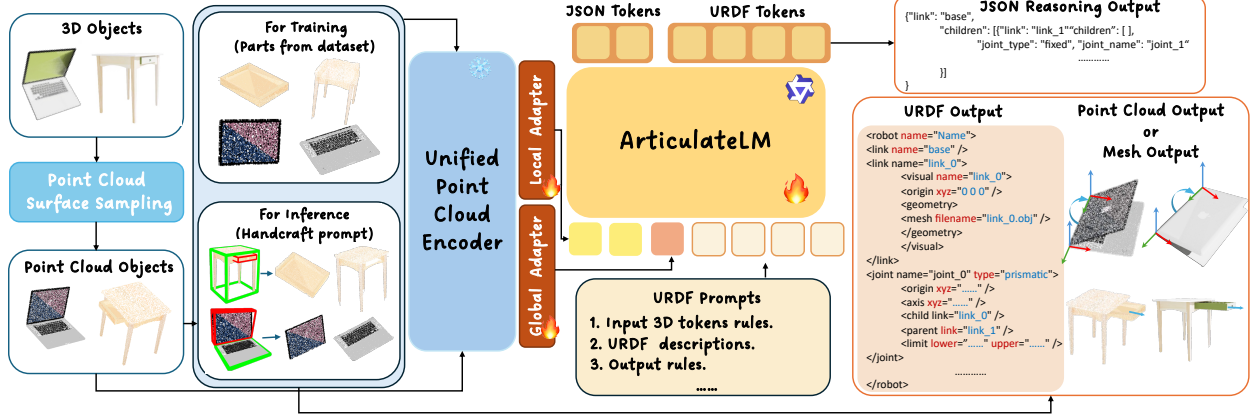 3D Objects
Point Cloud
Surface Sampling
Point Cloud Objects
For Training
(Parts from dataset)
For Inference
(Handcraft prompt)
Unified
Point
Cloud
Encoder
Local Adapter
Global Adapter
JSON Tokens
URDF Tokens
ArticulateLM
URDF Prompts
1. Input 3D tokens rules.
2. URDF descriptions.
3. Output rules.
......
JSON Reasoning Output
{"link": "base",
"children": [{"link": "link_1""children": [ ],
"joint_type": "fixed", "joint_name": "joint_1"
............
}]
}
URDF Output
<robot name="Name">
<link name="base" />
<link name="link_0">
<visual name="link_0">
<origin xyz="0 0 0" />
<geometry>
<mesh filename="link_0.obj" />
</geometry>
</visual>
</link>
<joint name="joint_0" type="prismatic">
<origin xyz="......" />
<axis xyz="......" />
<child link="link_0" />
<parent link="link_1" />
<limit lower="......" upper="......" />
</joint>
............
</robot>
Point Cloud Output
or
Mesh Output